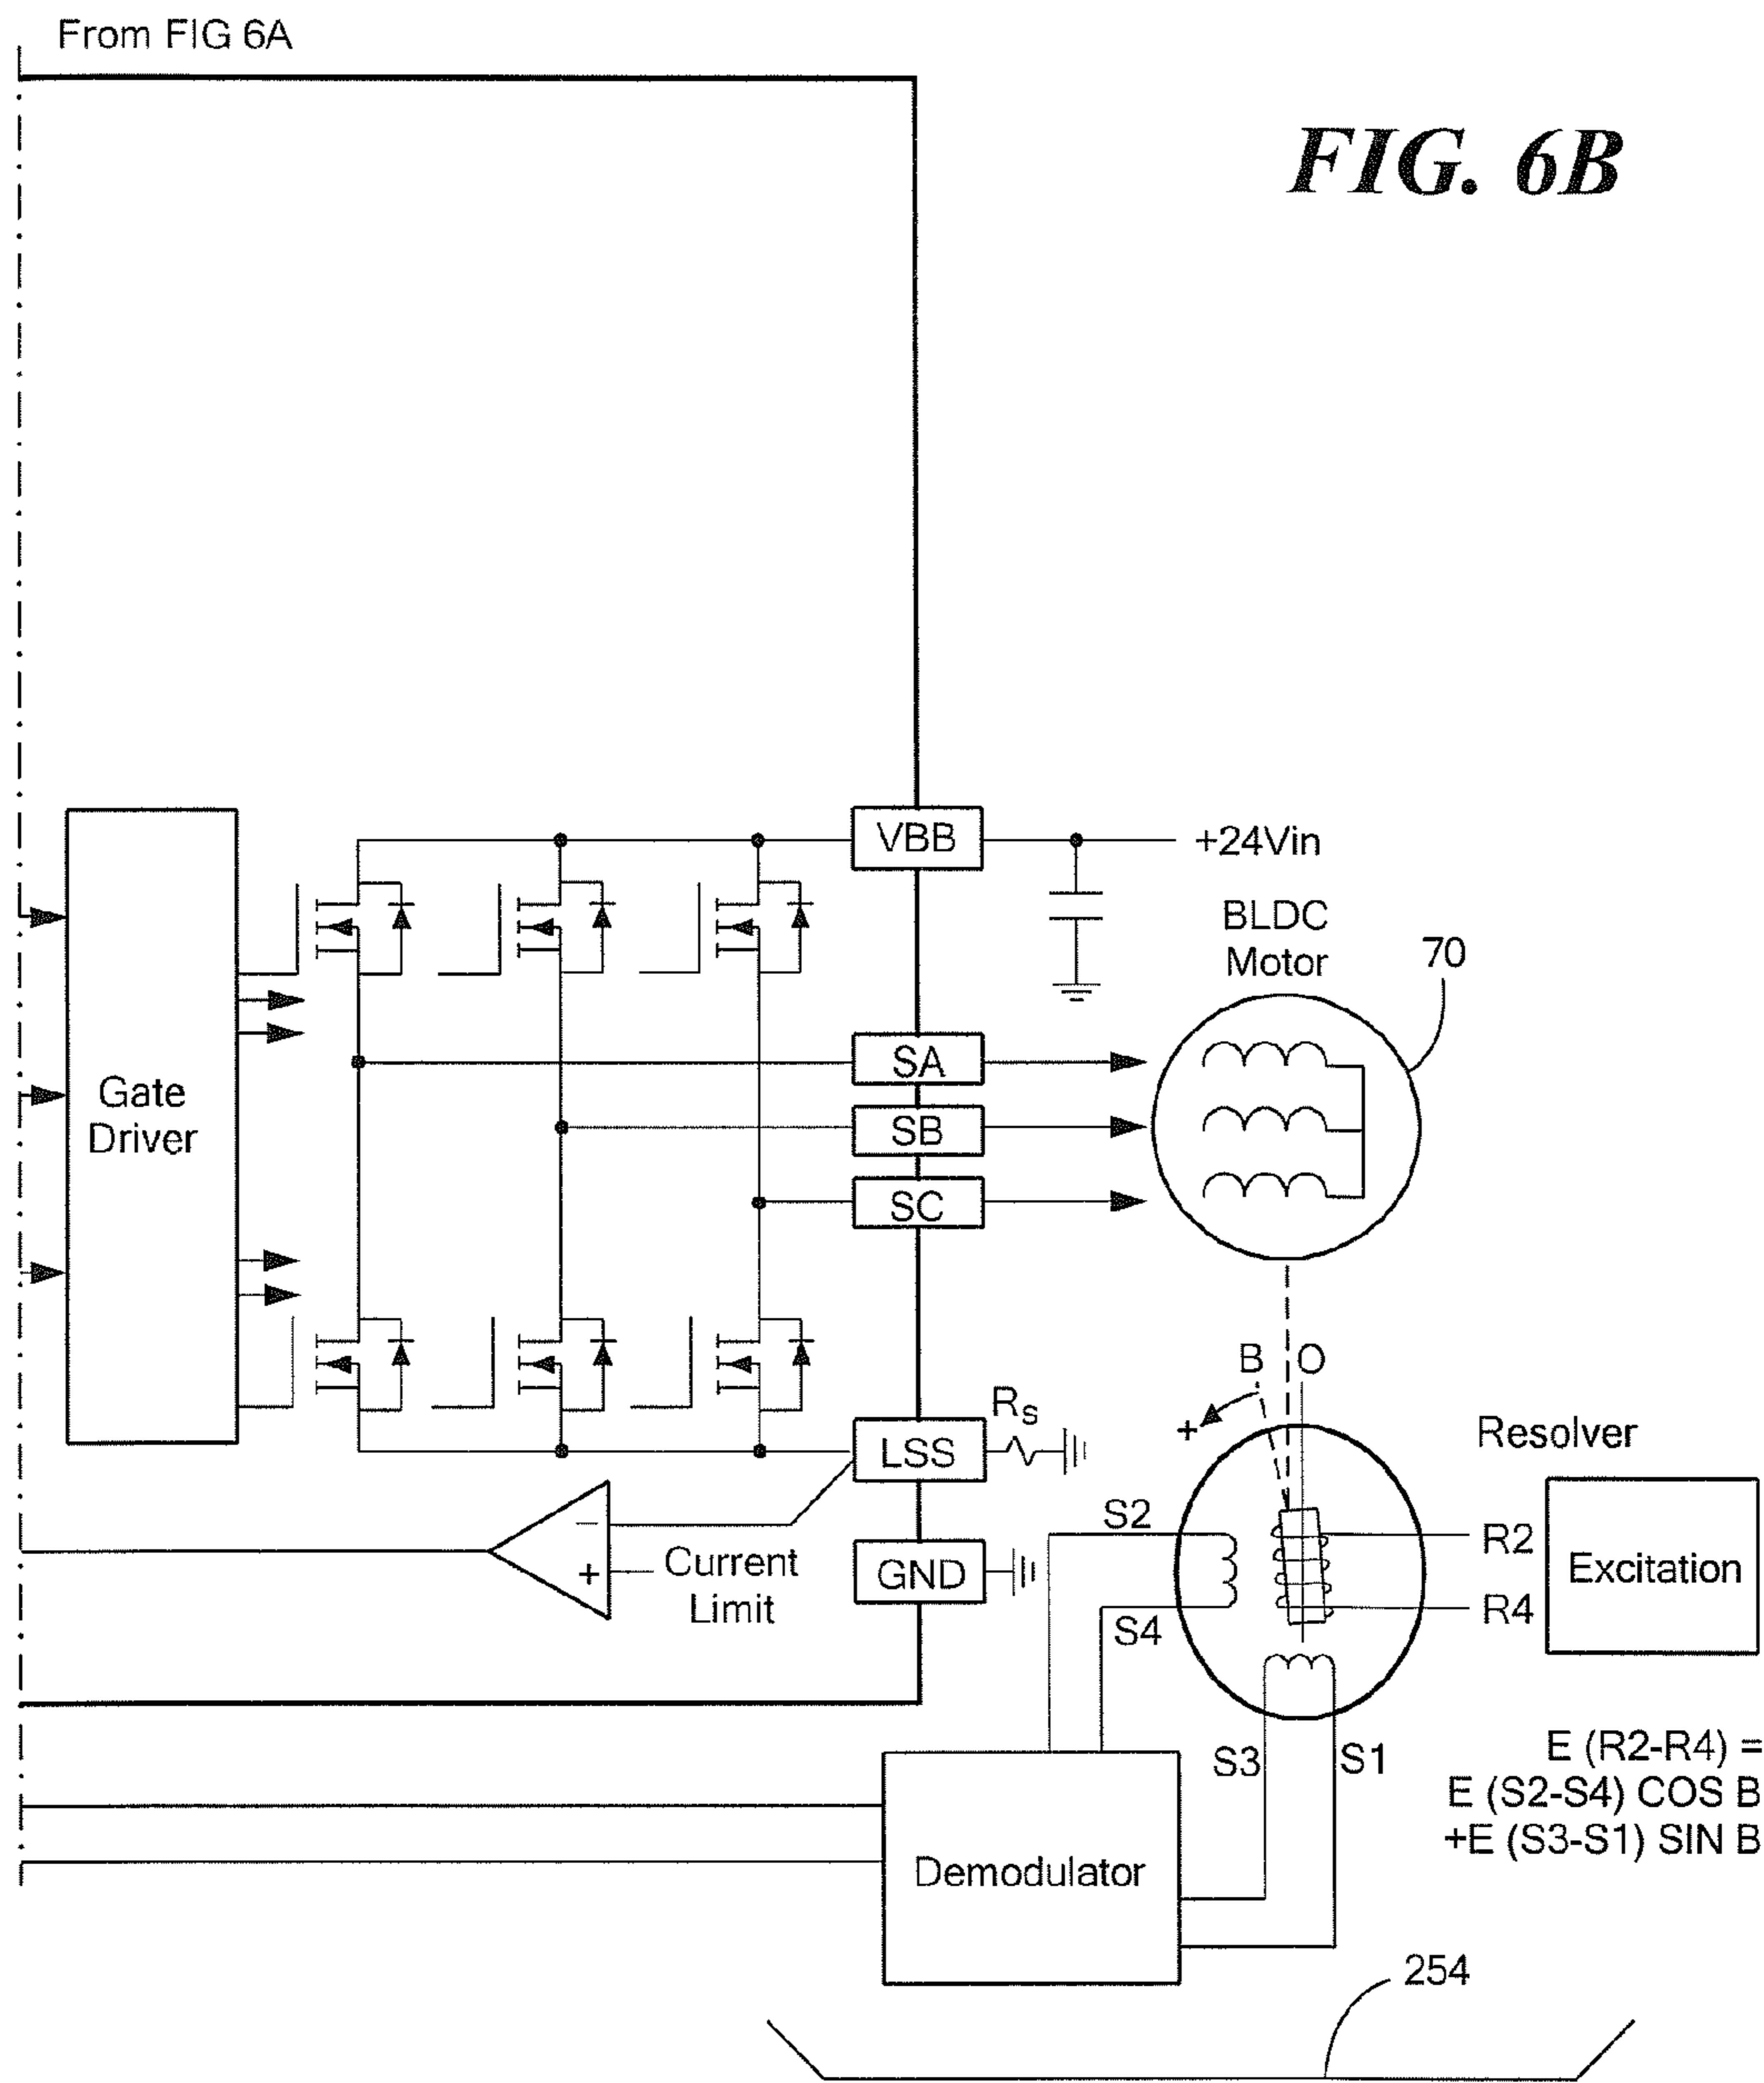 From FIG 6A
FIG. 6B
VBB
+24Vin
BLDC
Motor
70
Gate
Driver
SA
SB
SC
B
O
+
Rs
LSS
Resolver
S2
R2
−
+
Current
Limit
GND
Excitation
S4
R4
S3
S1
E (R2-R4) =
E (S2-S4) COS B
+E (S3-S1) SIN B
Demodulator
254